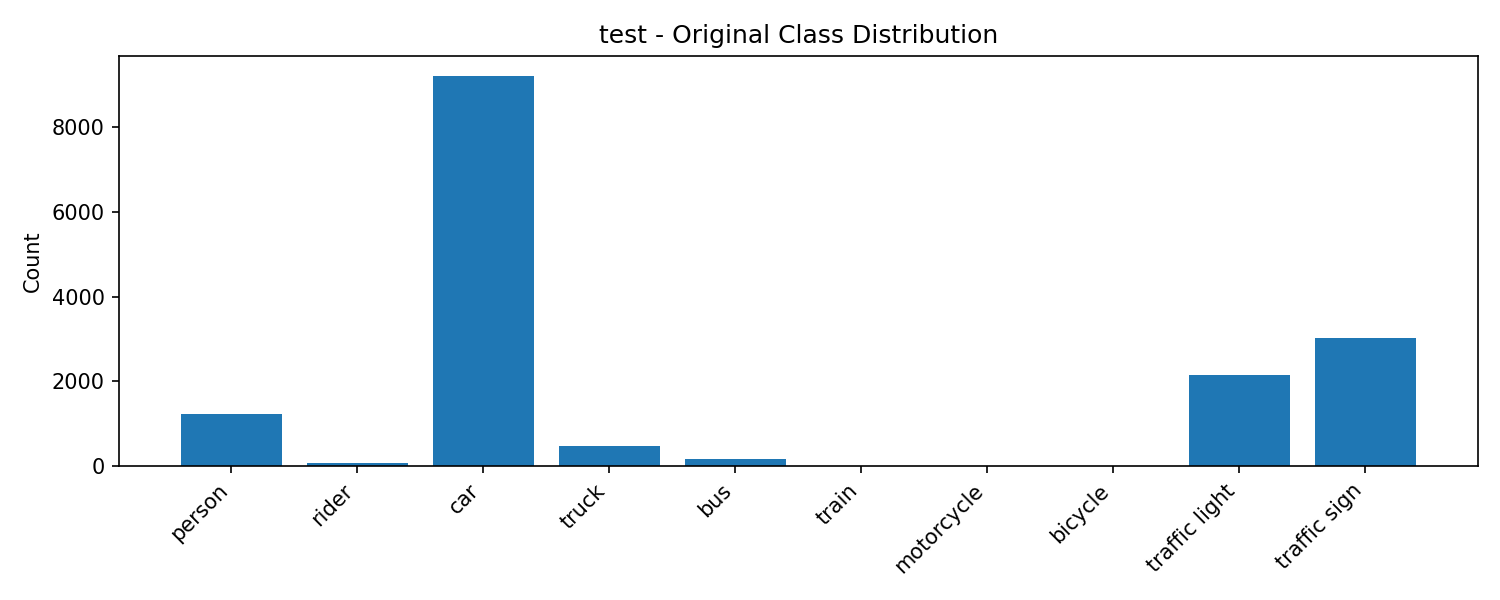 test - Original Class Distribution
Count
8000
6000
4000
2000
0
person
rider
car
truck
bus
train
motorcycle
bicycle
traffic light
traffic sign